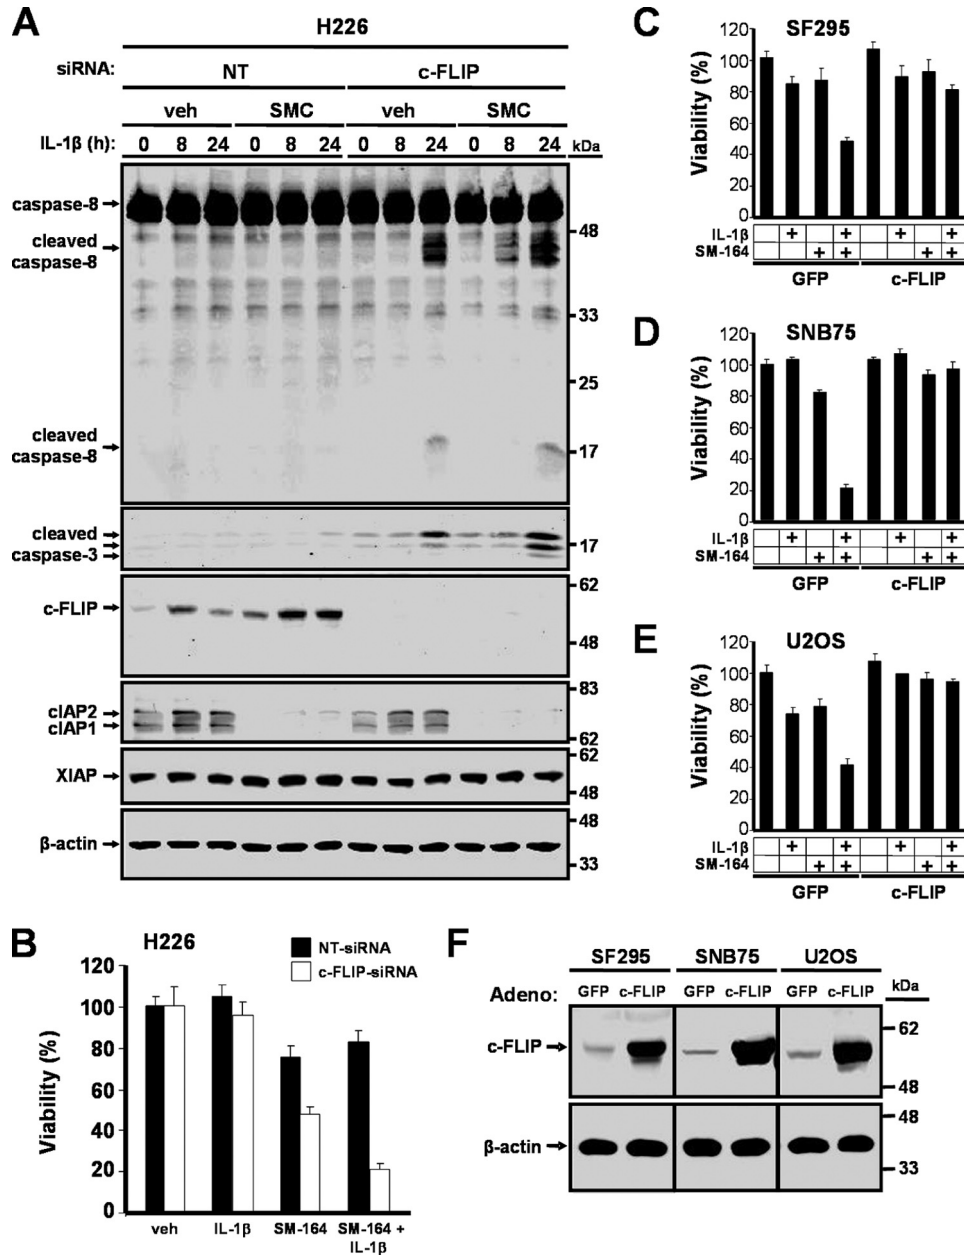 A
H226
siRNA: NT c-FLIP
veh SMC veh SMC
IL-1β (h): 0 8 24 0 8 24 0 8 24 0 8 24 kDa
caspase-8
48
cleaved
caspase-8
33
25
cleaved
caspase-8
17
cleaved
caspase-3
17
62
c-FLIP
48
83
cIAP2
cIAP1
62
62
XIAP
48
48
β-actin
33
B
H226
NT-siRNA
c-FLIP-siRNA
Viability (%)
120
100
80
60
40
20
0
veh IL-1β SM-164 SM-164 +
IL-1β
C
SF295
Viability (%)
120
100
80
60
40
20
0
IL-1β + + + +
SM-164 + + + +
GFP c-FLIP
D
SNB75
Viability (%)
120
100
80
60
40
20
0
IL-1β + + + +
SM-164 + + + +
GFP c-FLIP
E
U2OS
Viability (%)
120
100
80
60
40
20
0
IL-1β + + + +
SM-164 + + + +
GFP c-FLIP
F
SF295 SNB75 U2OS
Adeno: GFP c-FLIP GFP c-FLIP GFP c-FLIP kDa
62
c-FLIP
48
48
β-actin
33